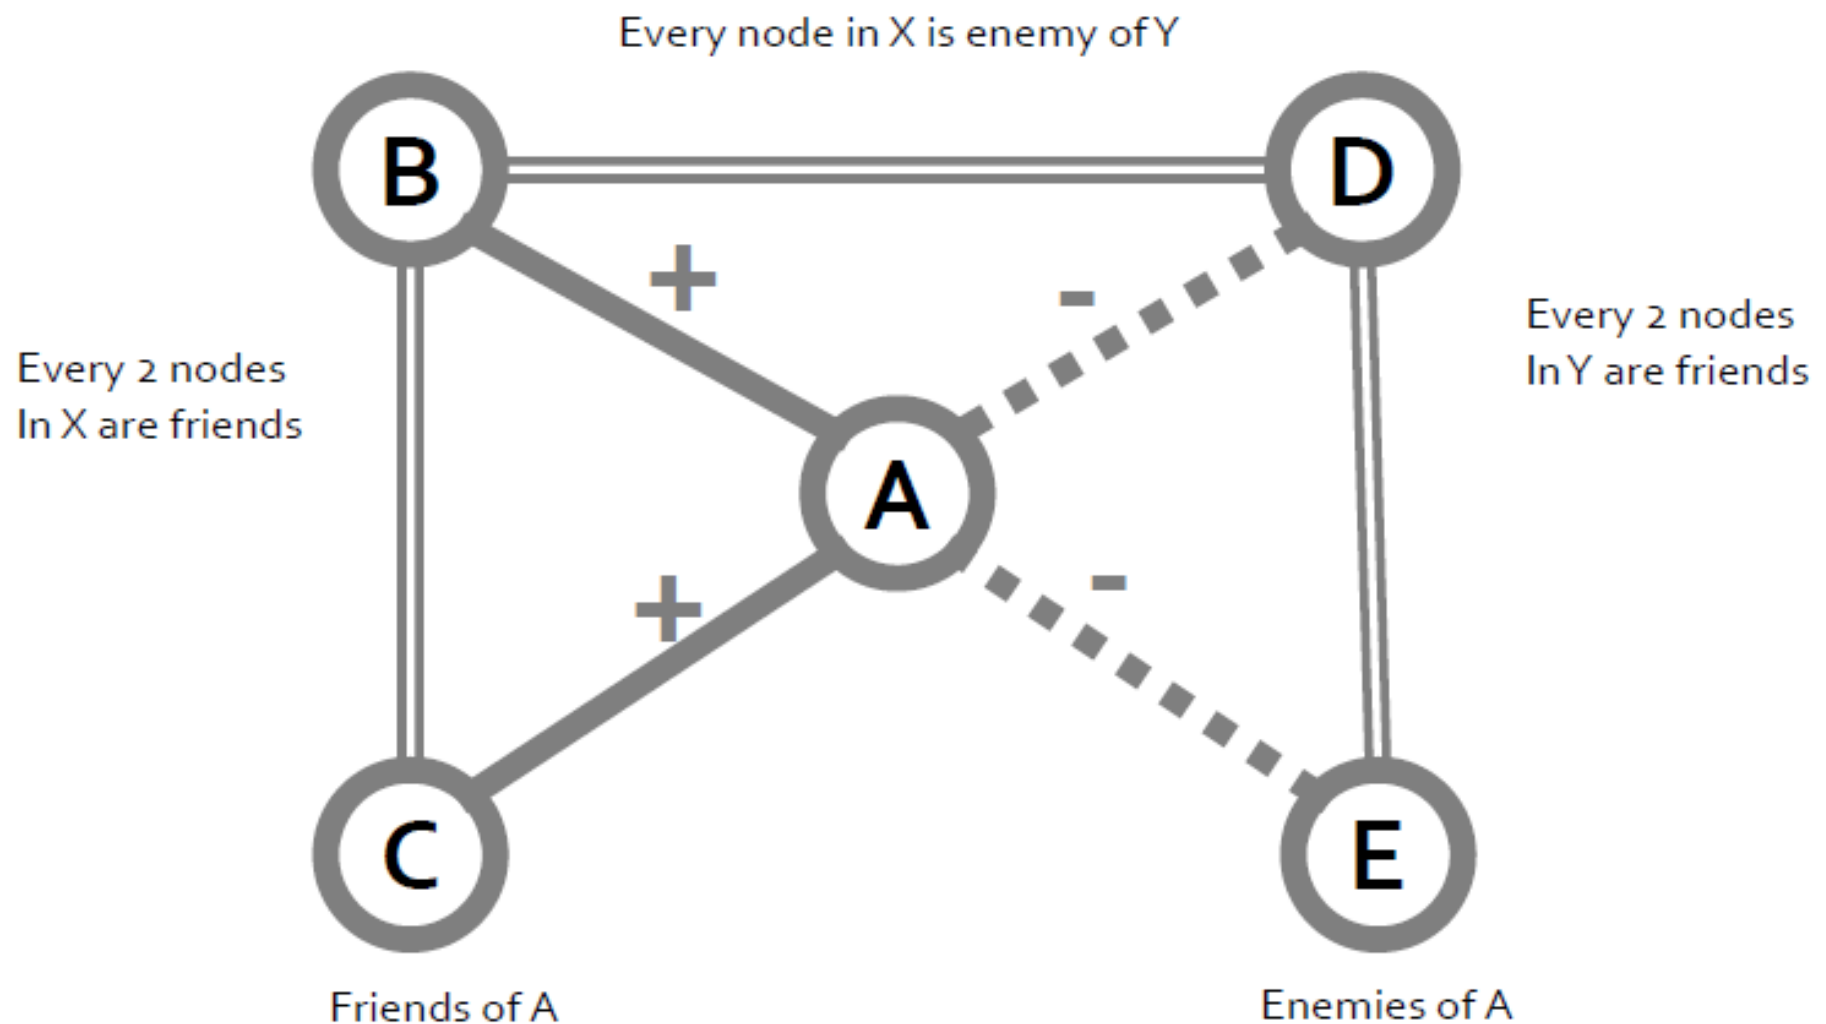 Every node in X is enemy of Y
B
D
+
-
Every 2 nodes
In X are friends
Every 2 nodes
In Y are friends
A
+
-
C
E
Friends of A
Enemies of A